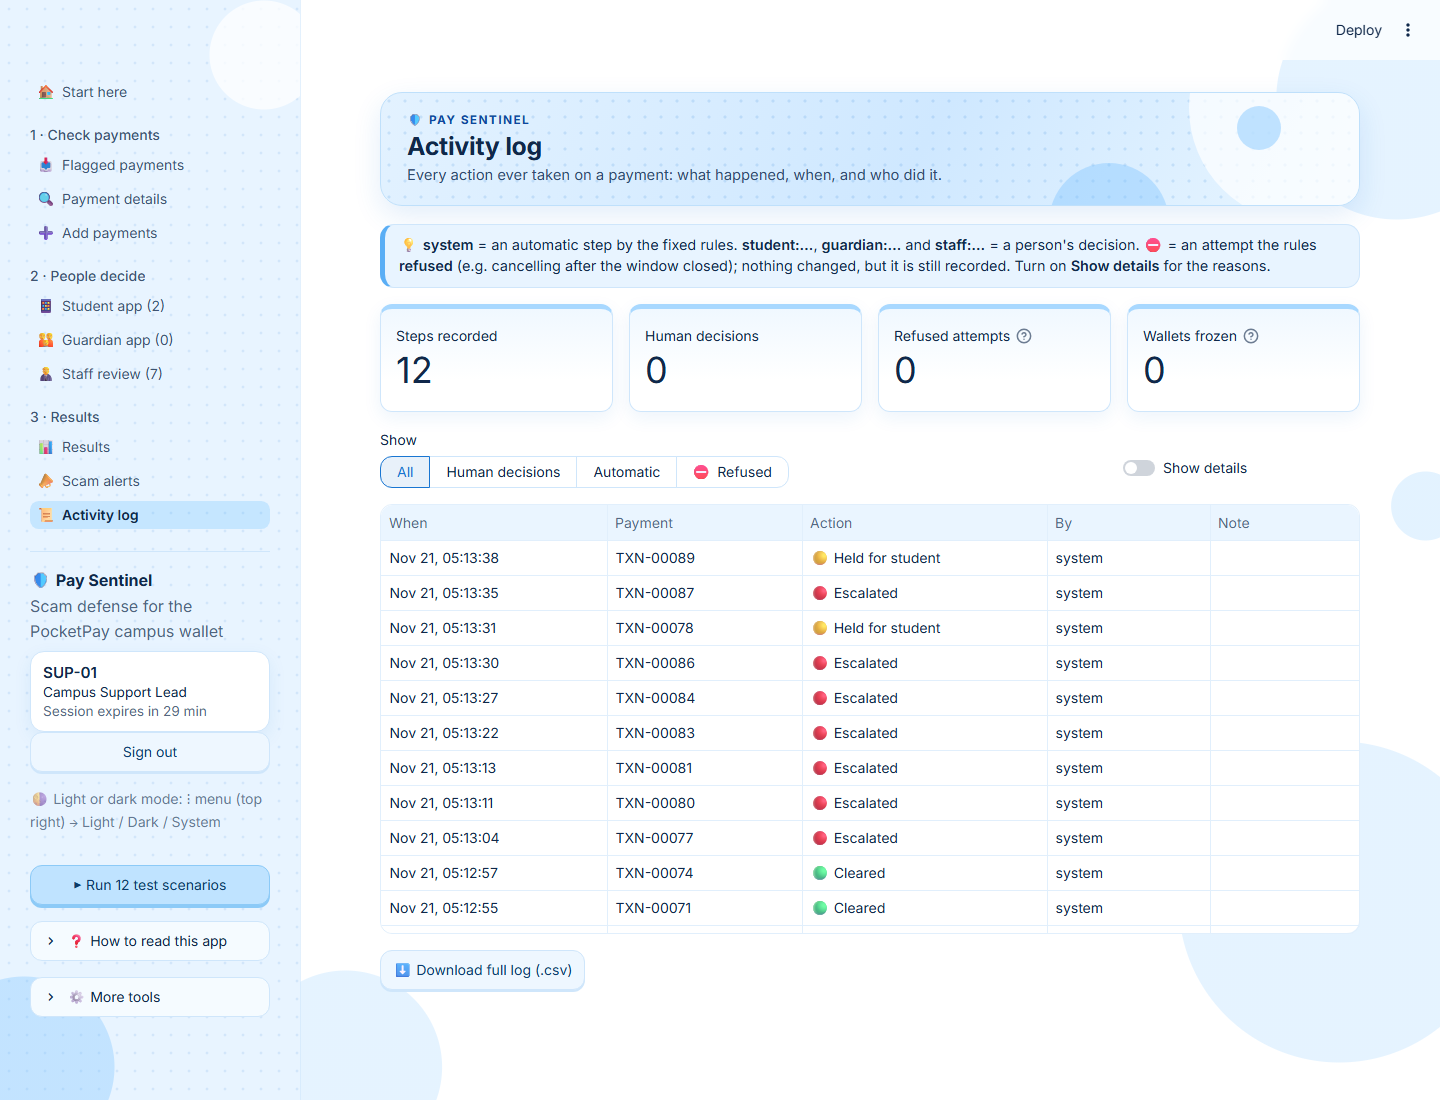 Deploy
Start here
1 · Check payments
Flagged payments
Payment details
Add payments
2 · People decide
Student app (2)
Guardian app (0)
Staff review (7)
3 · Results
Results
Scam alerts
Activity log
Pay Sentinel
Scam defense for the
PocketPay campus wallet
SUP-01
Campus Support Lead
Session expires in 29 min
Sign out
Light or dark mode: ⋮ menu (top
right) → Light / Dark / System
▸ Run 12 test scenarios
How to read this app
More tools
PAY SENTINEL
Activity log
Every action ever taken on a payment: what happened, when, and who did it.
system = an automatic step by the fixed rules. student:…, guardian:… and staff:… = a person's decision. ⛔ = an attempt the rules
refused (e.g. cancelling after the window closed); nothing changed, but it is still recorded. Turn on Show details for the reasons.
Steps recorded
12
Human decisions
0
Refused attempts
0
Wallets frozen
0
Show
All Human decisions Automatic Refused
Show details
When Payment Action By Note
Nov 21, 05:13:38 TXN-00089 Held for student system
Nov 21, 05:13:35 TXN-00087 Escalated system
Nov 21, 05:13:31 TXN-00078 Held for student system
Nov 21, 05:13:30 TXN-00086 Escalated system
Nov 21, 05:13:27 TXN-00084 Escalated system
Nov 21, 05:13:22 TXN-00083 Escalated system
Nov 21, 05:13:13 TXN-00081 Escalated system
Nov 21, 05:13:11 TXN-00080 Escalated system
Nov 21, 05:13:04 TXN-00077 Escalated system
Nov 21, 05:12:57 TXN-00074 Cleared system
Nov 21, 05:12:55 TXN-00071 Cleared system
Download full log (.csv)